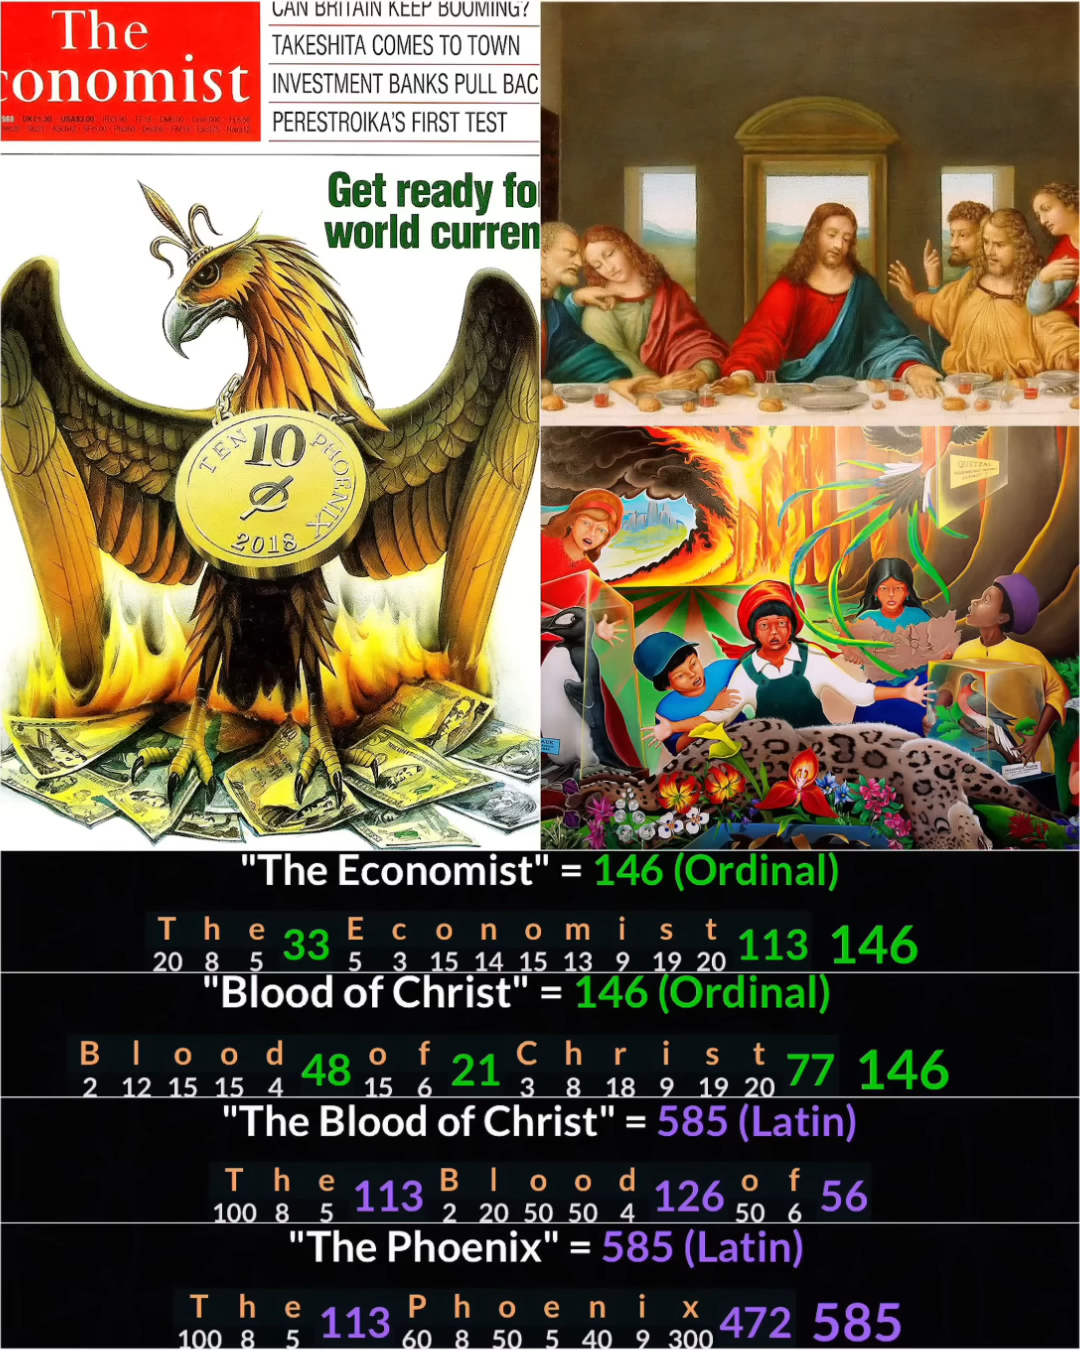 The
conomist
CAN BRITAIN KEEP BOOMING?
TAKESHITA COMES TO TOWN
INVESTMENT BANKS PULL BAC
PERESTROIKA'S FIRST TEST
Get ready fo
world curren
TEN 10 PHOENIX
2018
QUETZAL
"The Economist" = 146 (Ordinal)
T h e 33 E c o n o m i s t 113 146
20 8 5 5 3 15 14 15 13 9 19 20
"Blood of Christ" = 146 (Ordinal)
B l o o d 48 o f 21 C h r i s t 77 146
2 12 15 15 4 15 6 3 8 18 9 19 20
"The Blood of Christ" = 585 (Latin)
T h e 113 B l o o d 126 o f 56
100 8 5 2 20 50 50 4 50 6
"The Phoenix" = 585 (Latin)
T h e 113 P h o e n i x 472 585
100 8 5 60 8 50 5 40 9 300